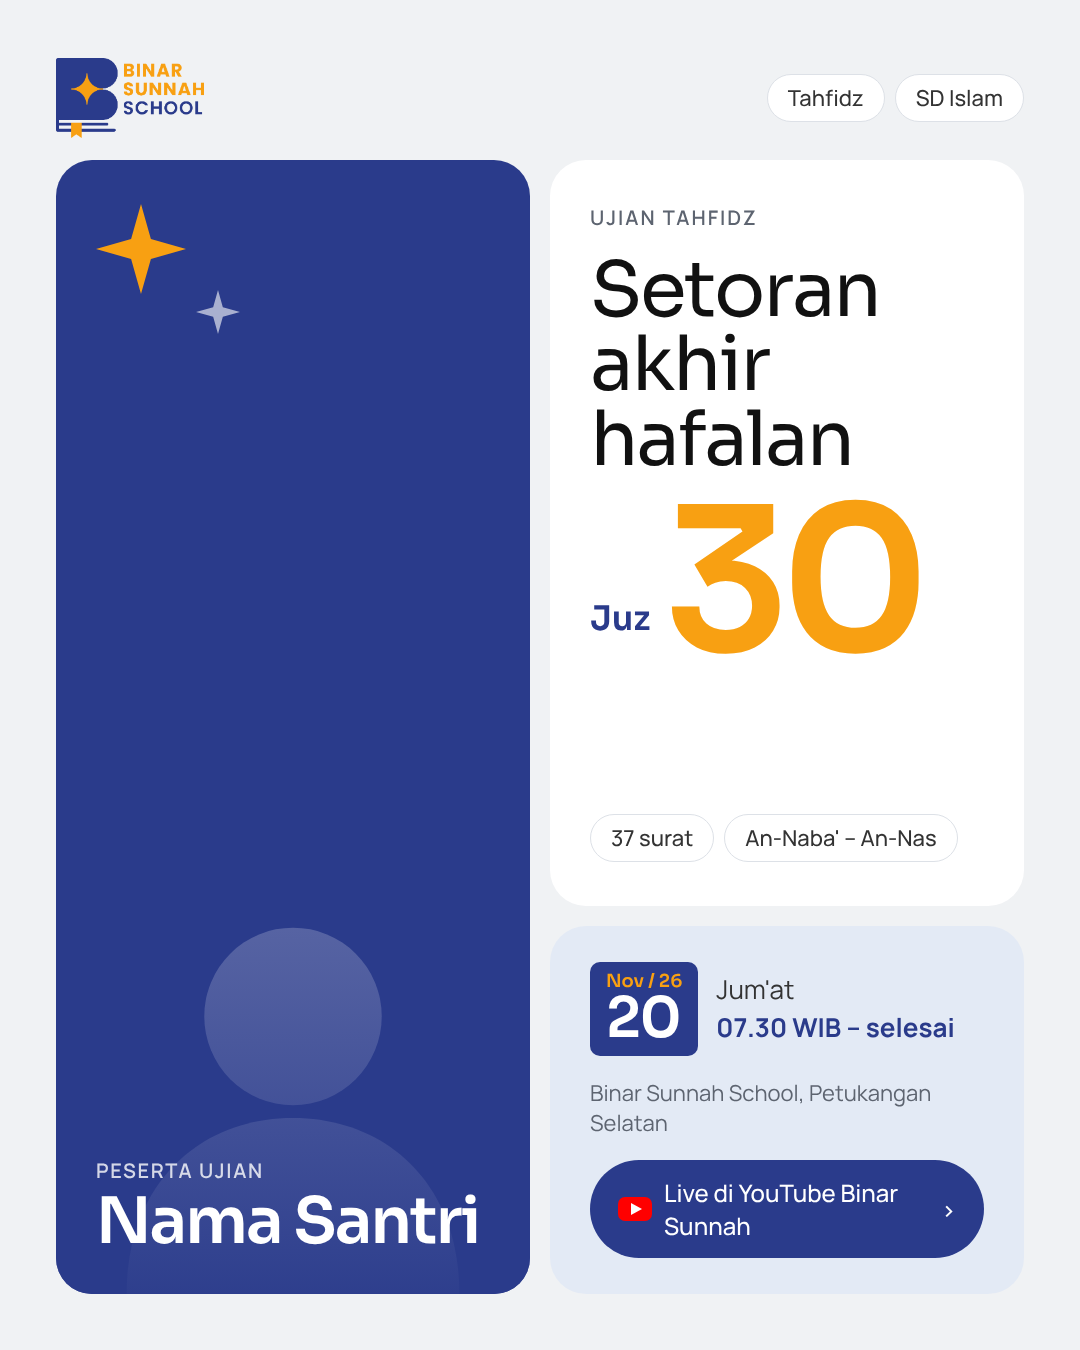 BINAR
SUNNAH
SCHOOL
Tahfidz
SD Islam
UJIAN TAHFIDZ
Setoran
akhir
hafalan
Juz 30
37 surat
An-Naba' – An-Nas
PESERTA UJIAN
Nama Santri
Nov / 26
20
Jum'at
07.30 WIB – selesai
Binar Sunnah School, Petukangan
Selatan
Live di YouTube Binar
Sunnah